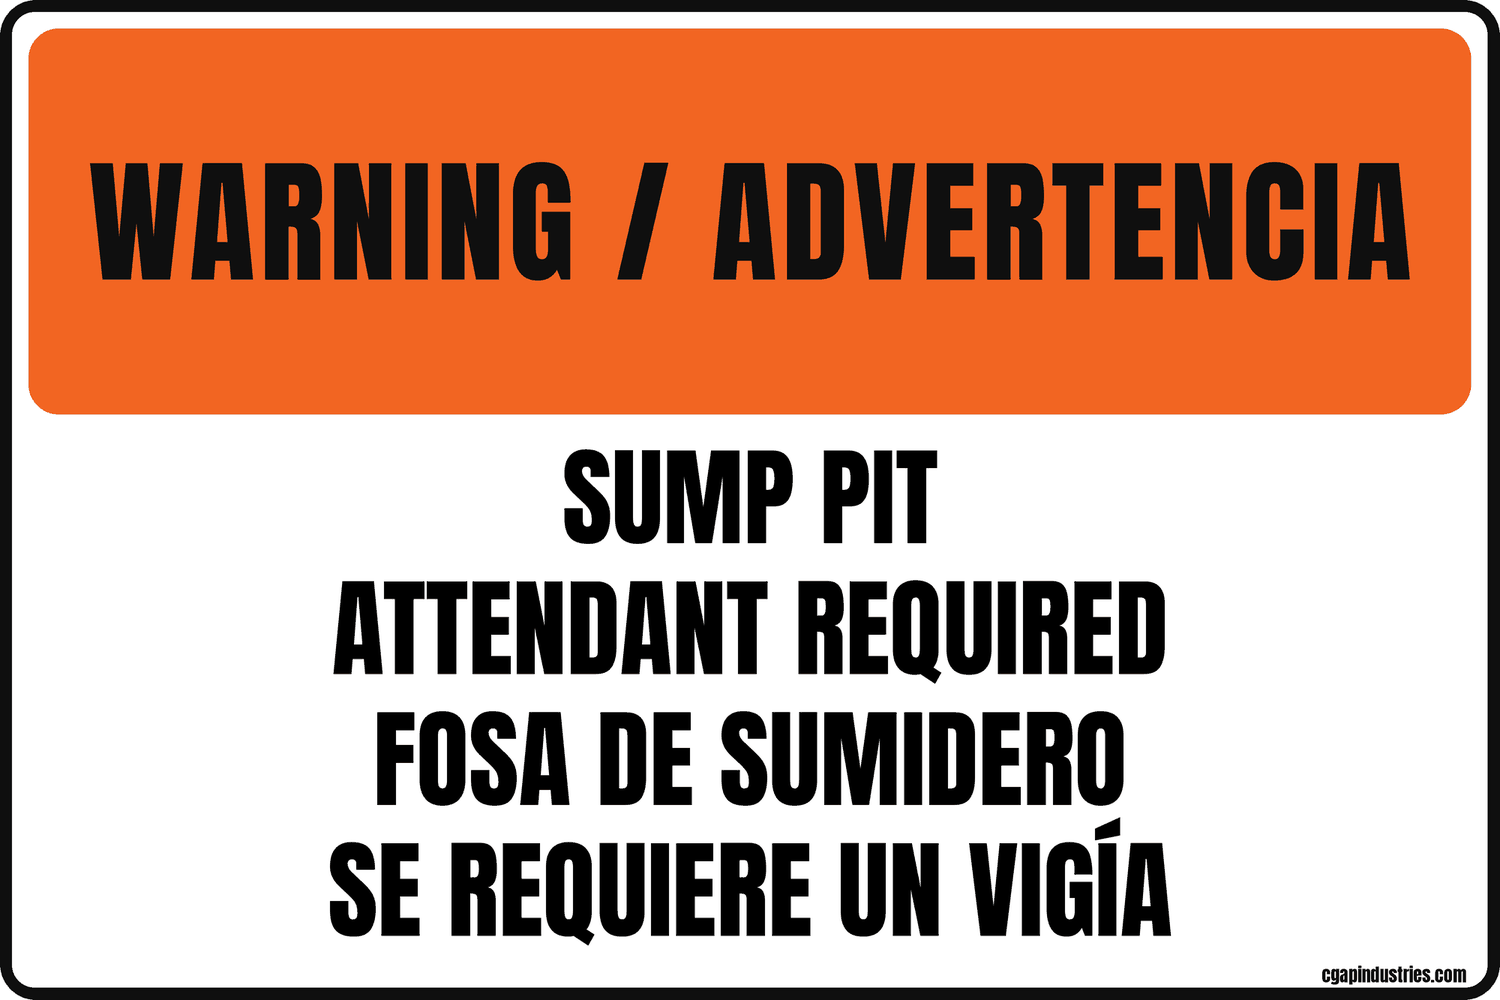 WARNING / ADVERTENCIA
SUMP PIT
ATTENDANT REQUIRED
FOSA DE SUMIDERO
SE REQUIERE UN VIGÍA
cgapindustries.com